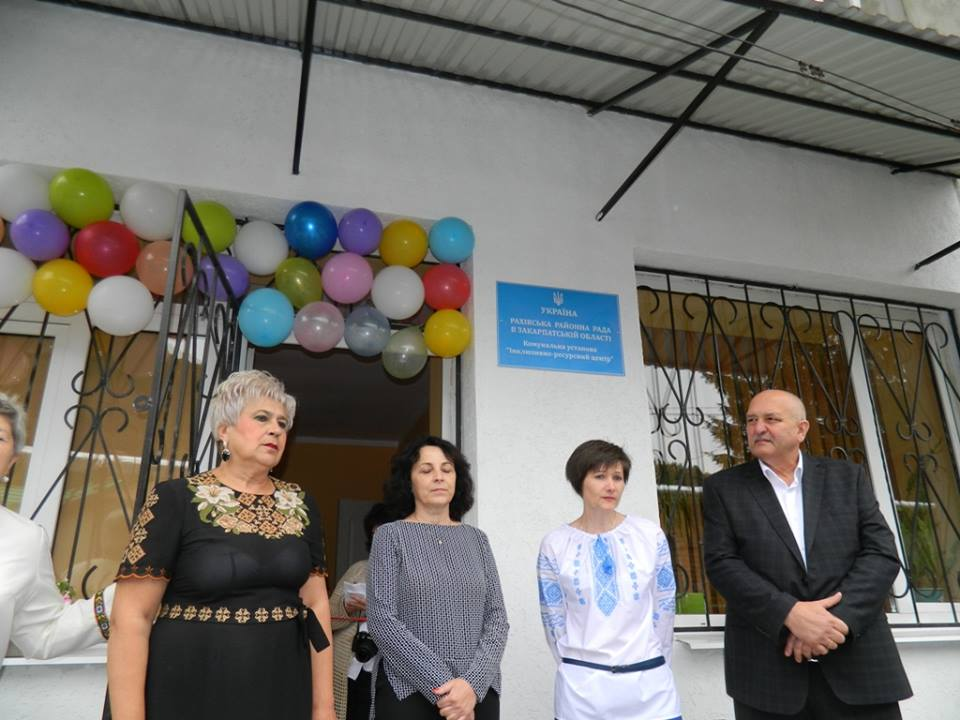 УКРАЇНА
РАХІВСЬКА РАЙОННА РАДА
В ЗАКАРПАТСЬКІЙ ОБЛАСТІ
Комунальна установа
"Інклюзивно-ресурсний центр"